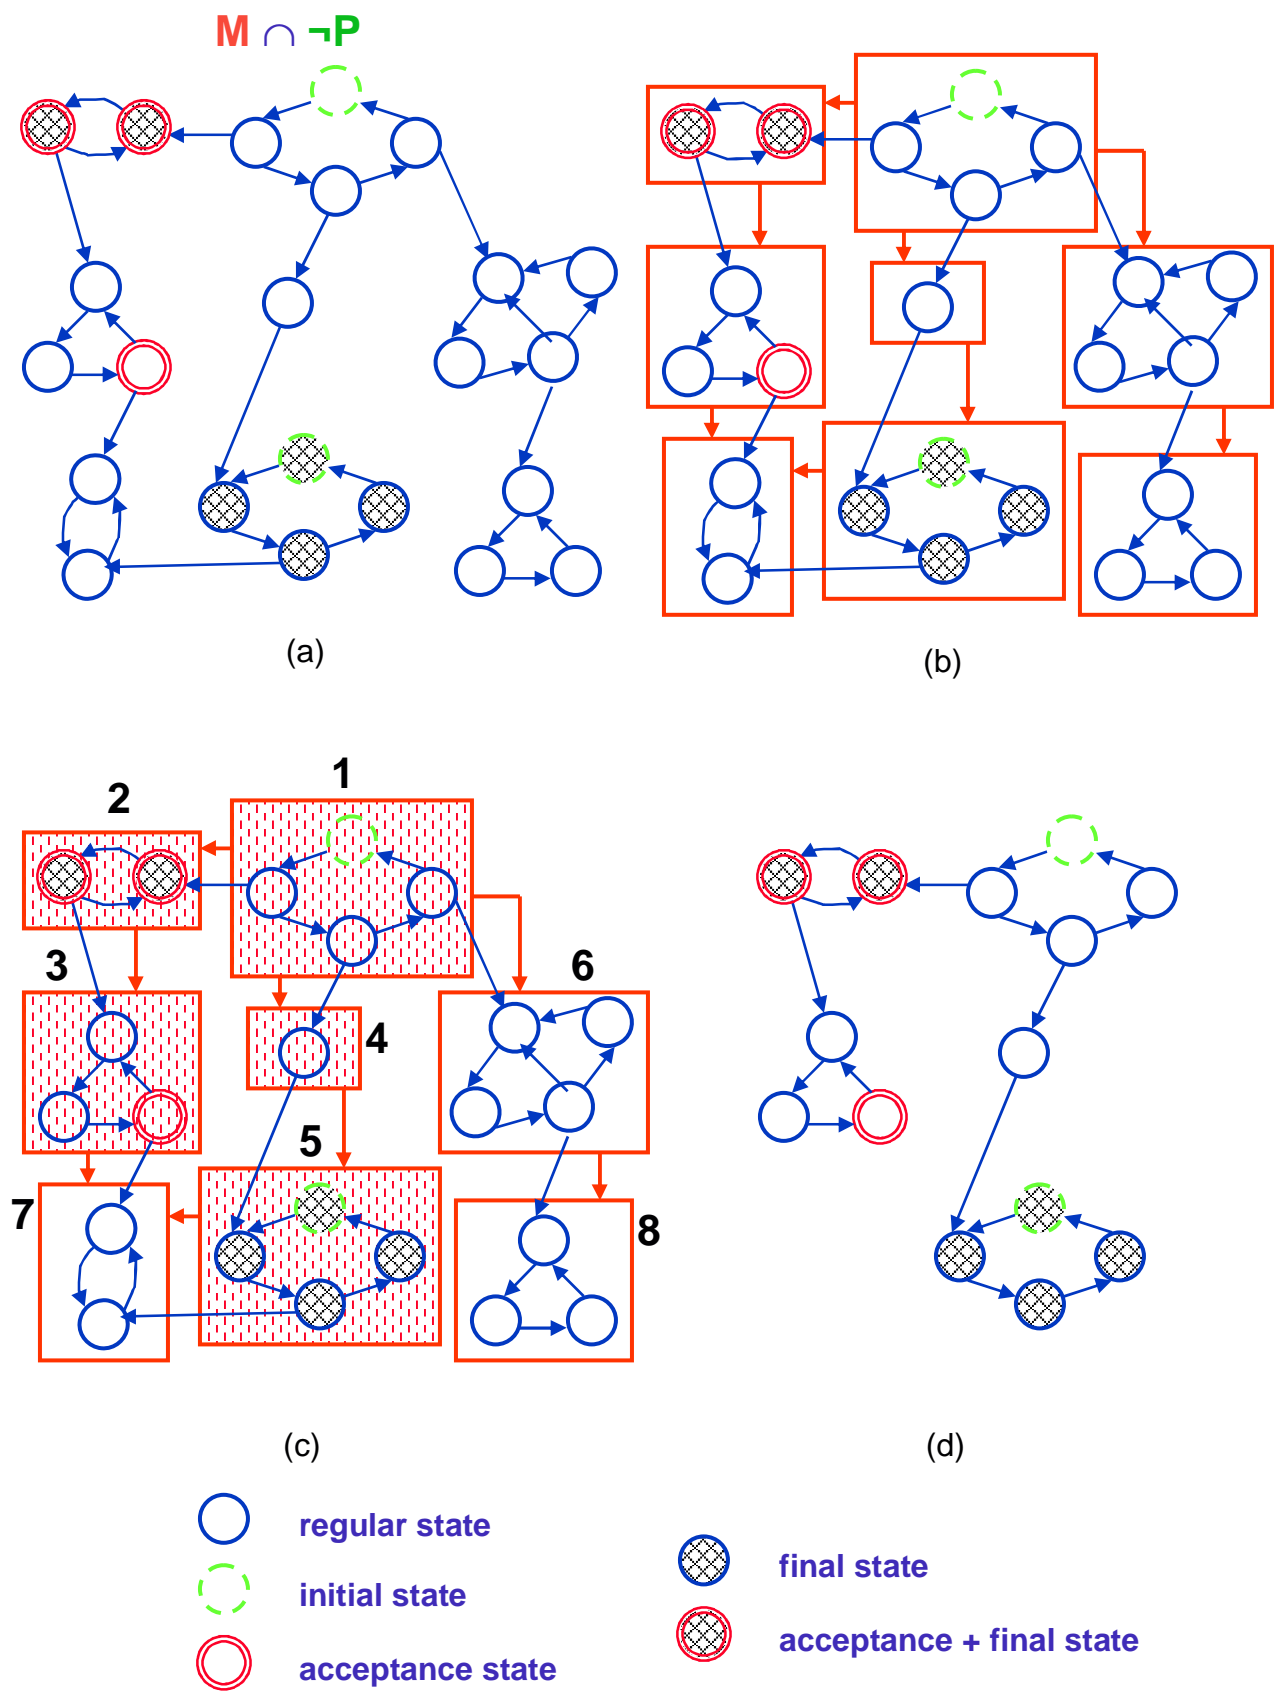 M ∩ ¬P
(a)
(b)
1
2
3
6
4
5
7
8
(c)
(d)
regular state
initial state
acceptance state
final state
acceptance + final state